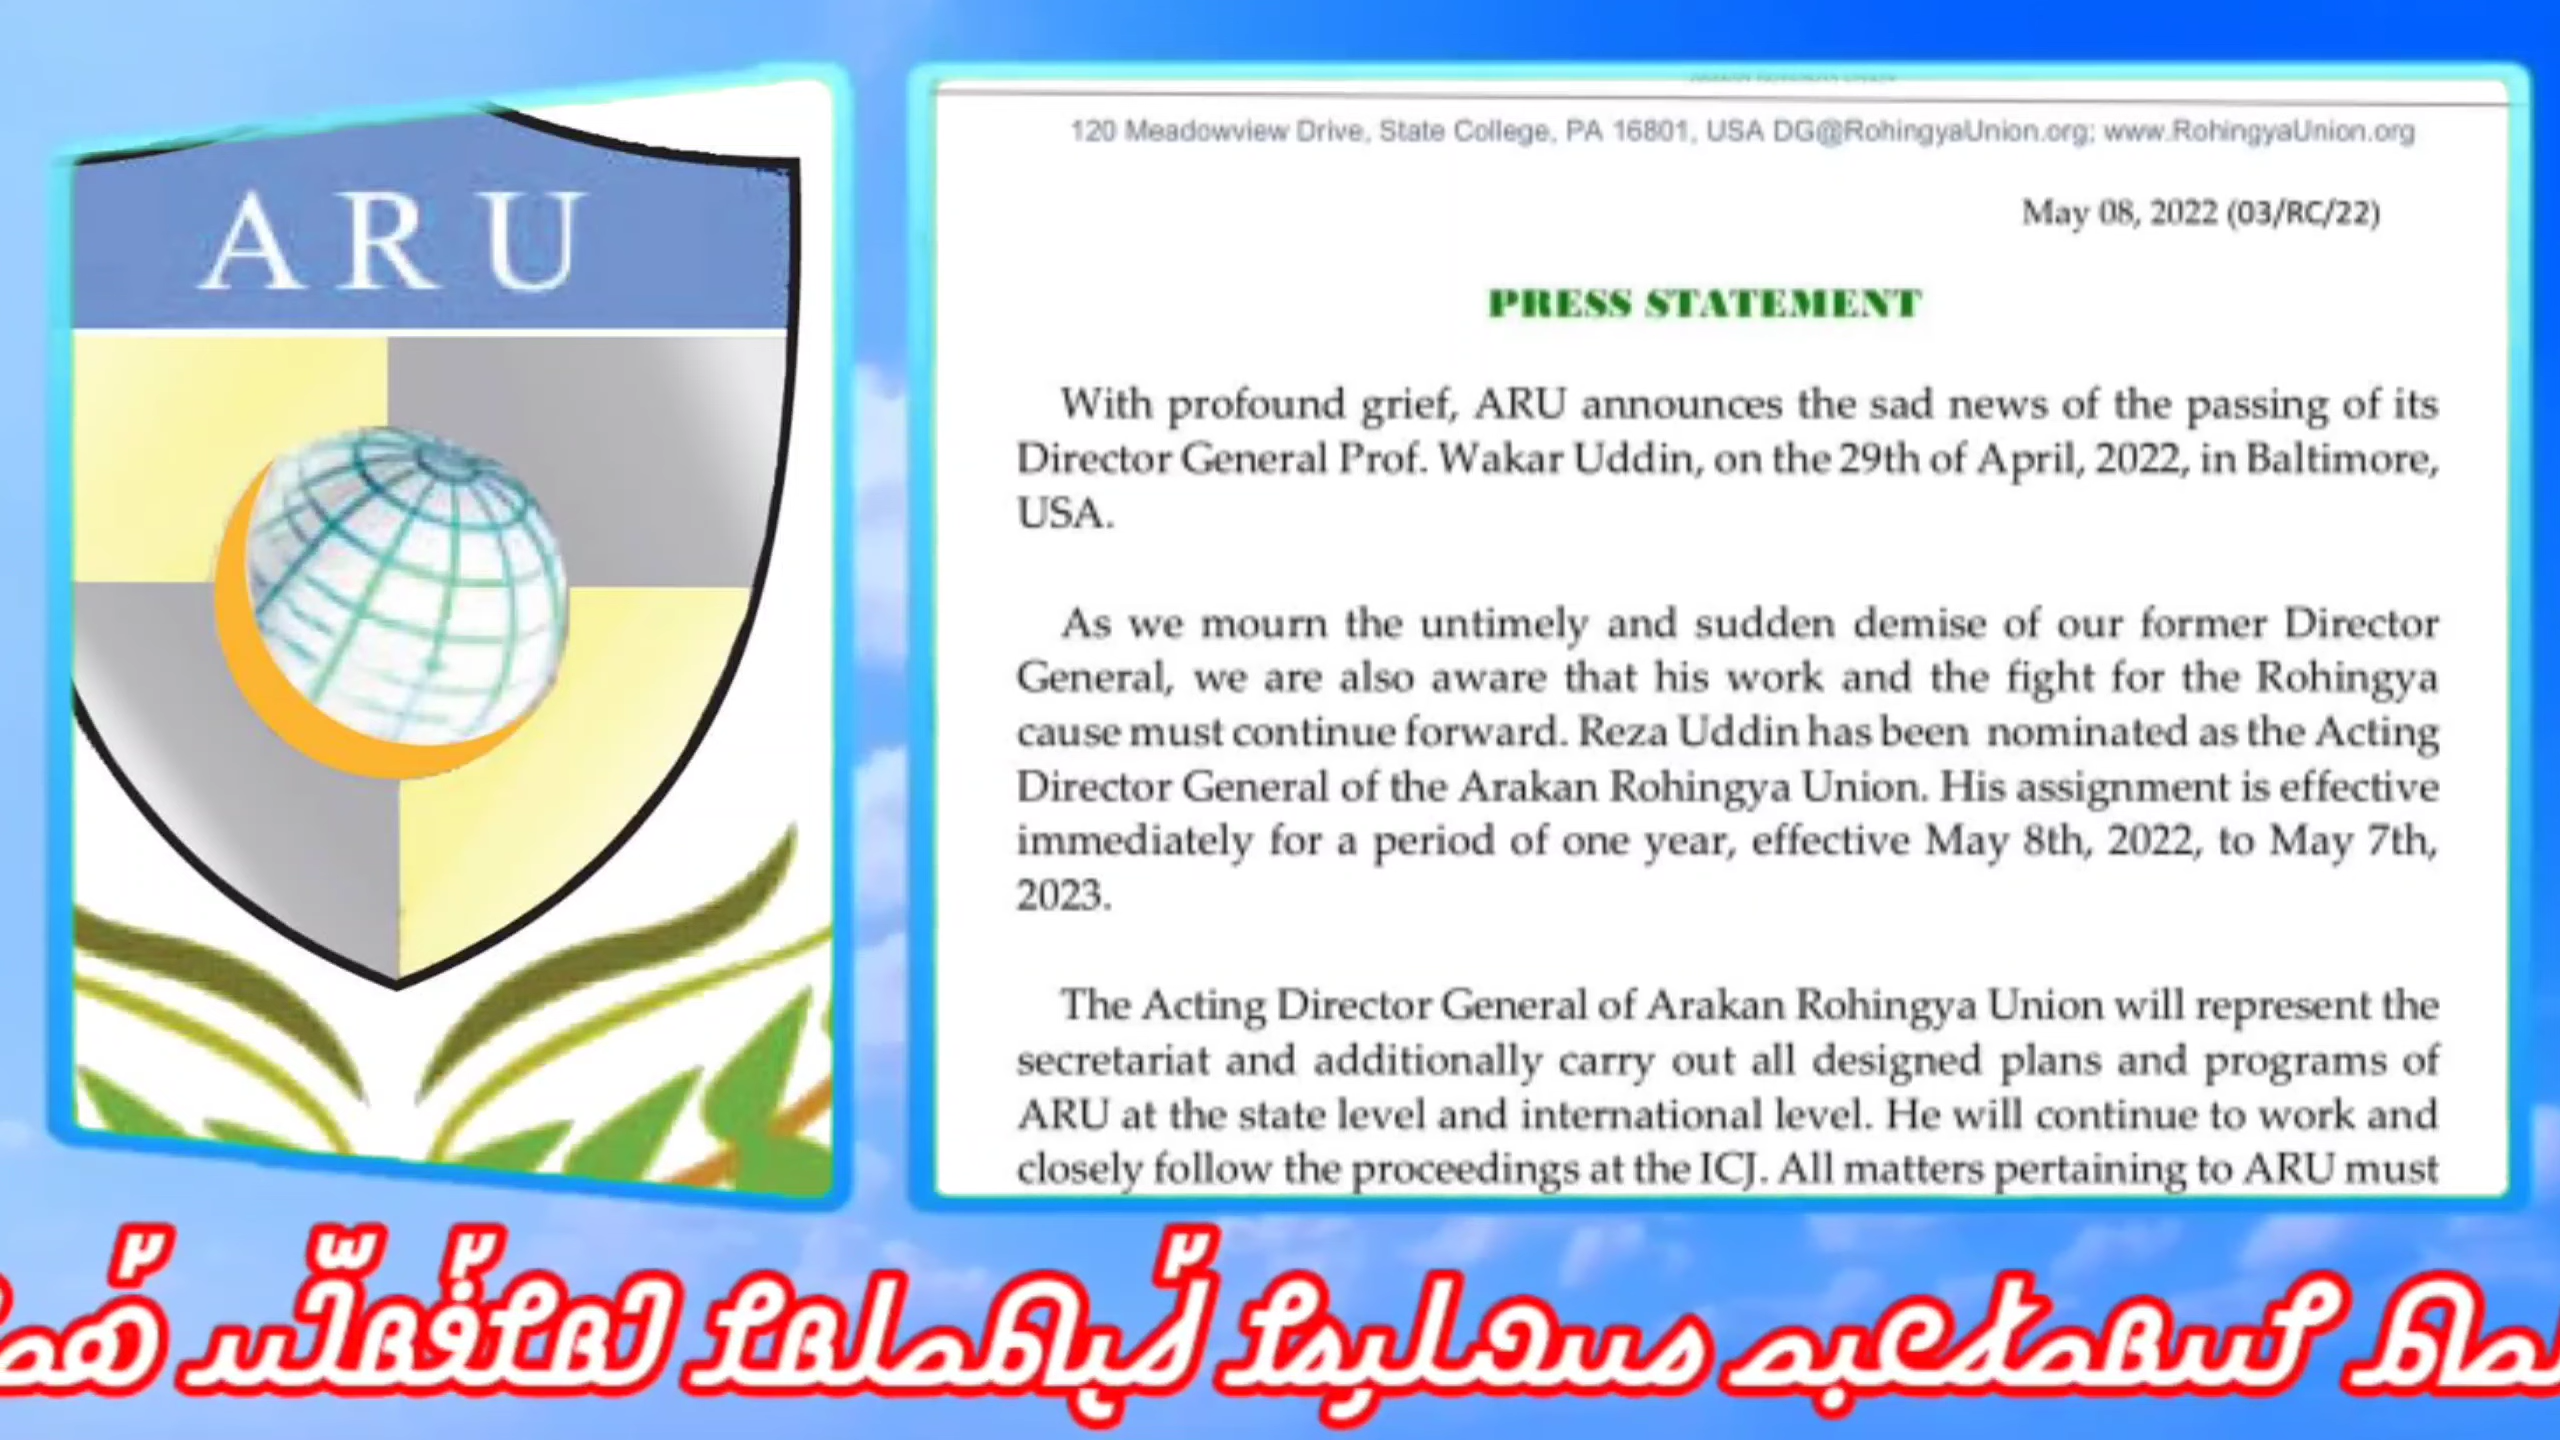 ARU
120 Meadowview Drive, State College, PA 16801, USA DG@RohingyaUnion.org; www.RohingyaUnion.org
May 08, 2022 (03/RC/22)
PRESS STATEMENT
With profound grief, ARU announces the sad news of the passing of its
Director General Prof. Wakar Uddin, on the 29th of April, 2022, in Baltimore,
USA.
As we mourn the untimely and sudden demise of our former Director
General, we are also aware that his work and the fight for the Rohingya
cause must continue forward. Reza Uddin has been nominated as the Acting
Director General of the Arakan Rohingya Union. His assignment is effective
immediately for a period of one year, effective May 8th, 2022, to May 7th,
2023.
The Acting Director General of Arakan Rohingya Union will represent the
secretariat and additionally carry out all designed plans and programs of
ARU at the state level and international level. He will continue to work and
closely follow the proceedings at the ICJ. All matters pertaining to ARU must